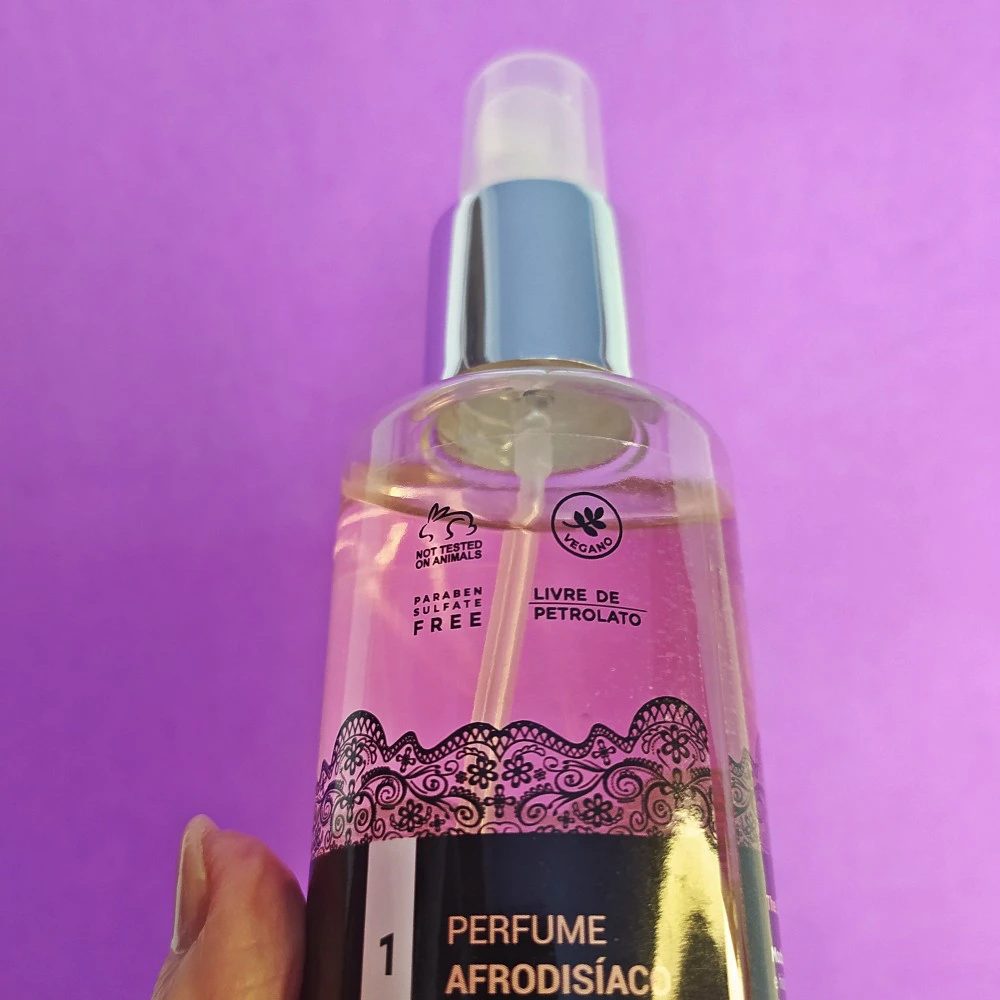 NOT TESTED
ON ANIMALS
VEGANO
PARABEN
SULFATE
FREE
LIVRE DE
PETROLATO
1
PERFUME
AFRODISÍACO